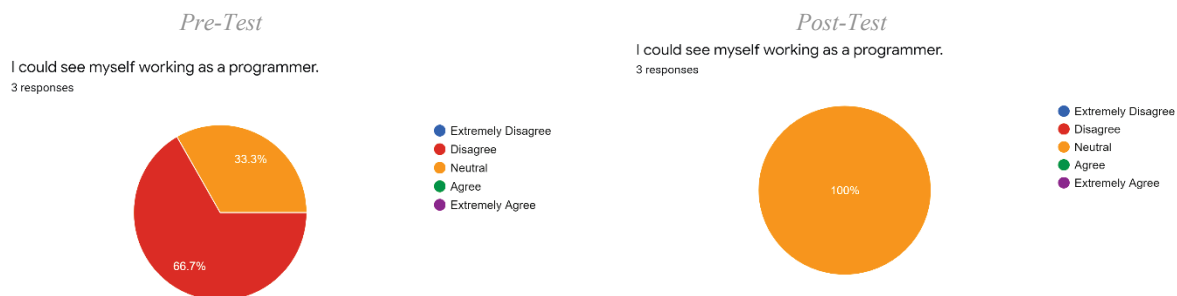 Pre-Test
I could see myself working as a programmer.
3 responses
33.3%
66.7%
Extremely Disagree
Disagree
Neutral
Agree
Extremely Agree
Post-Test
I could see myself working as a programmer.
3 responses
100%
Extremely Disagree
Disagree
Neutral
Agree
Extremely Agree